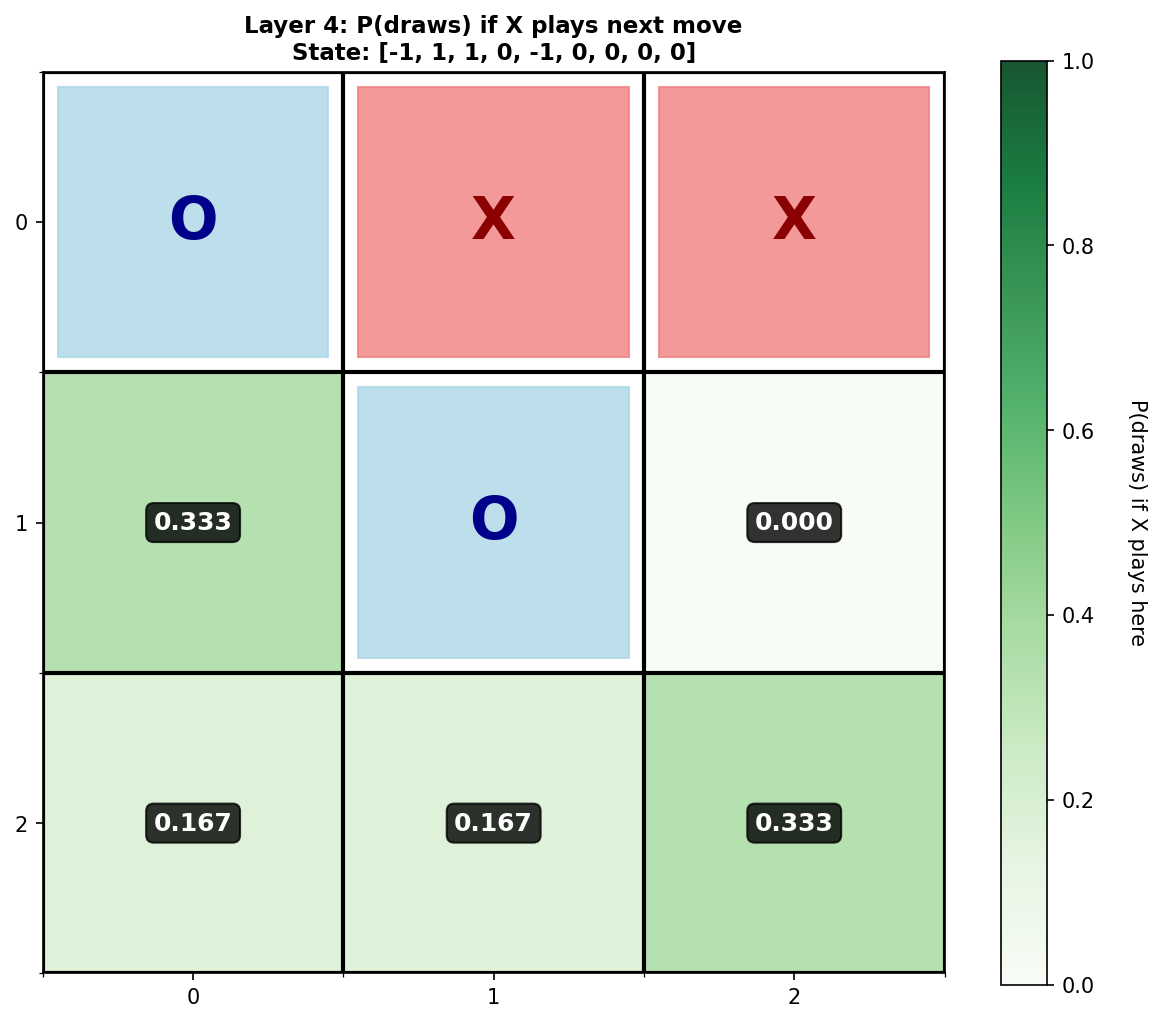 Layer 4: P(draws) if X plays next move
State: [-1, 1, 1, 0, -1, 0, 0, 0, 0]
O X X
0.333 O 0.000
0.167 0.167 0.333
0
1
2
0 1 2
1.0
0.8
0.6
0.4
0.2
0.0
P(draws) if X plays here